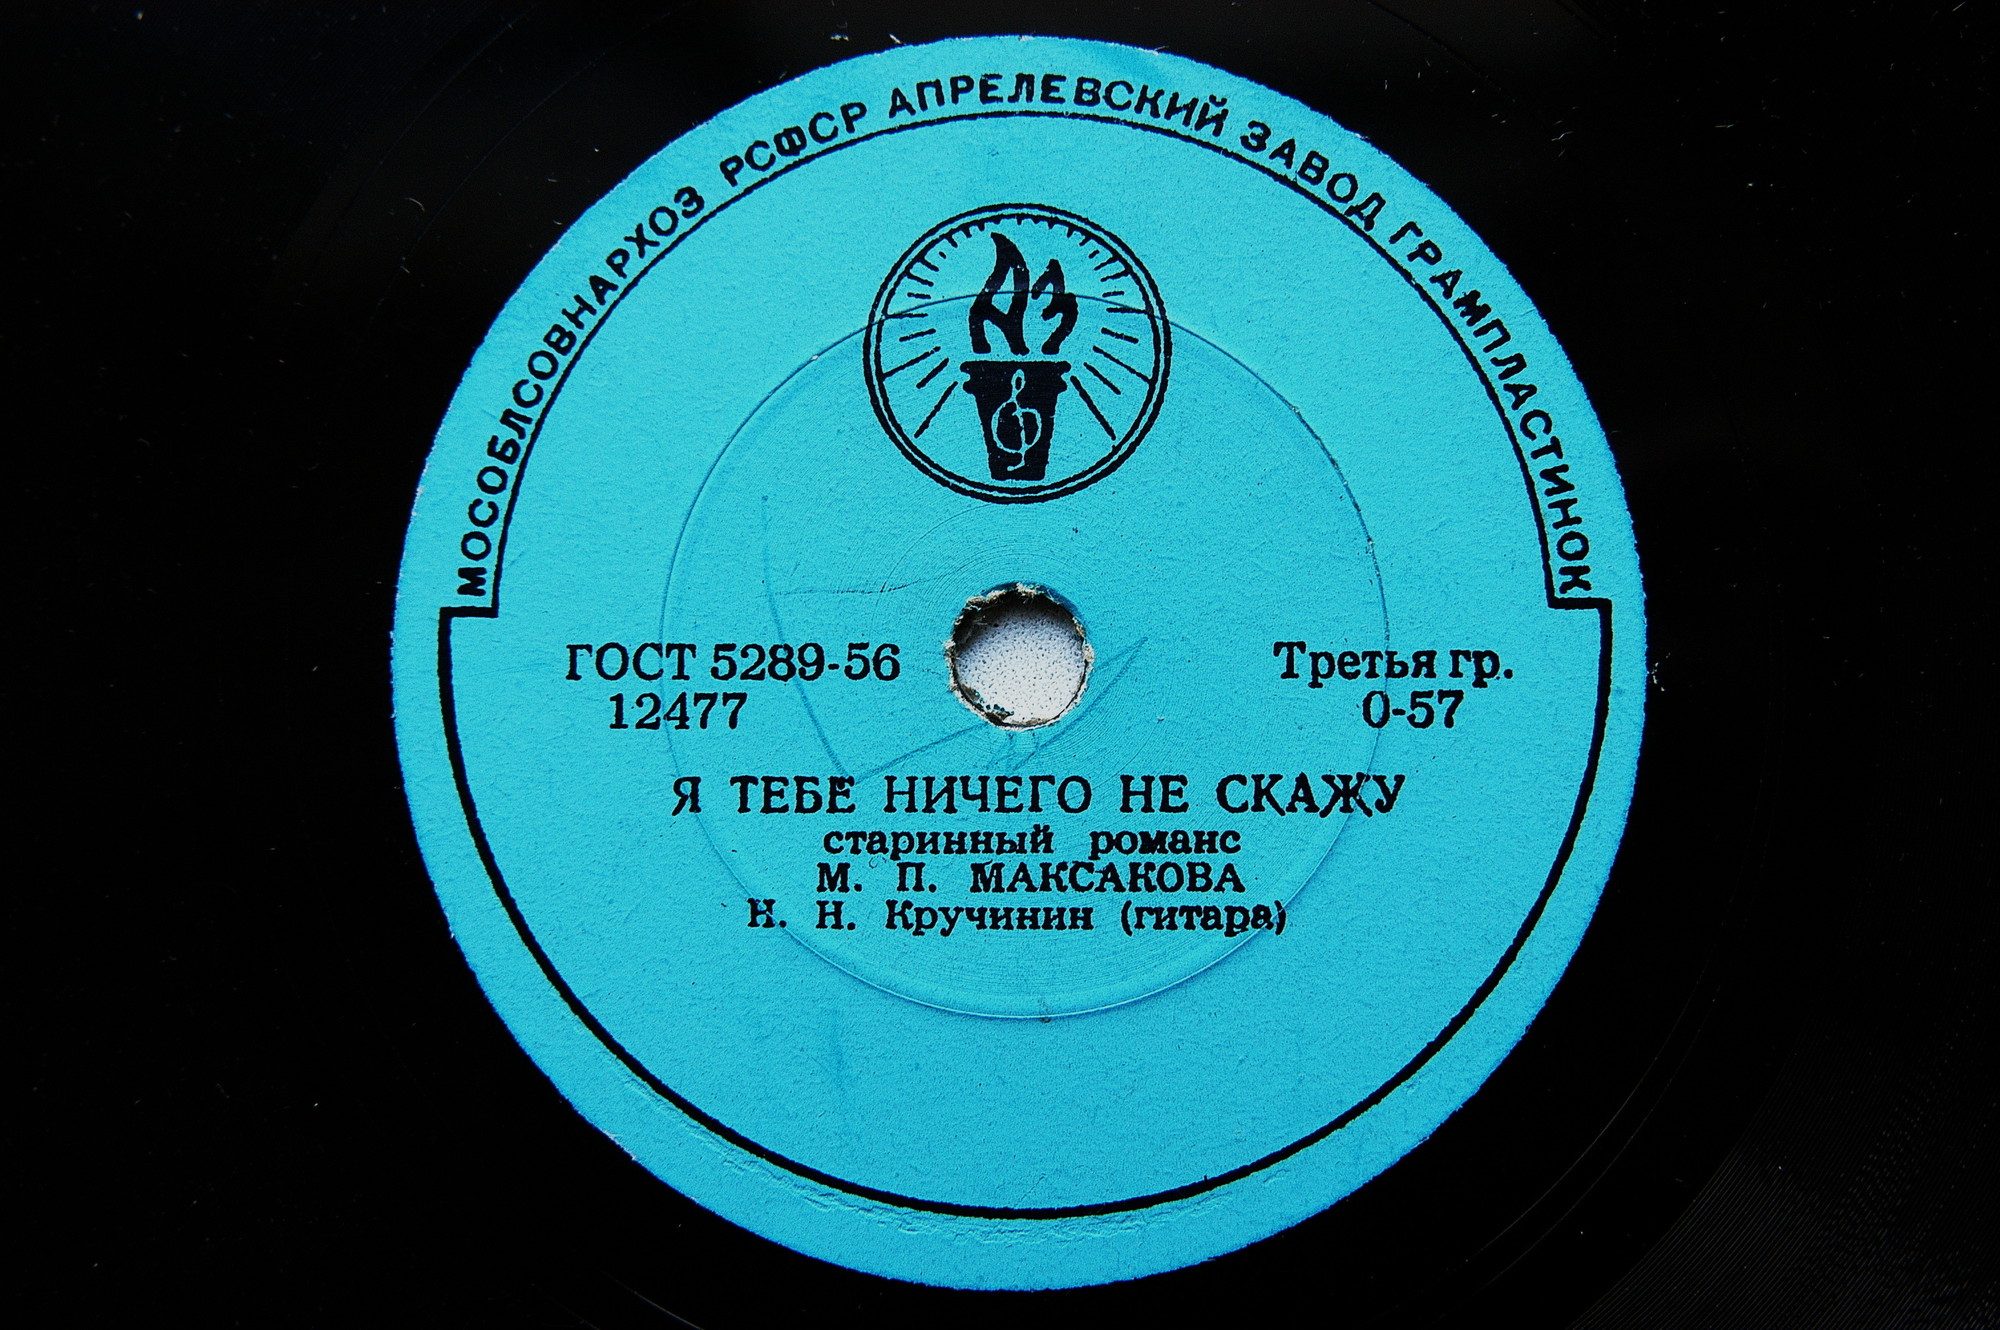 МОСОБЛСОВНАРХОЗ РСФСР АПРЕЛЕВСКИЙ ЗАВОД ГРАМПЛАСТИНОК
АЗ
ГОСТ 5289-56 Третья гр.
12477 0-57
Я ТЕБЕ НИЧЕГО НЕ СКАЖУ
старинный романс
М. П. МАКСАКОВА
Н. Н. Кручинин (гитара)